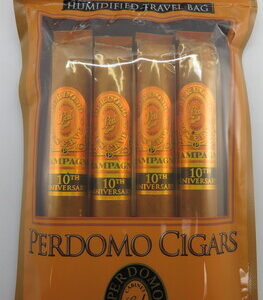 HUMIDIFIED TRAVEL BAG
CHAMPAGNE CHAMPAGNE CHAMPAGNE CHAMPAGNE
10TH 10TH 10TH 10TH
ANNIVERSARY ANNIVERSARY ANNIVERSARY ANNIVERSARY
PERDOMO CIGARS
PERDOMO